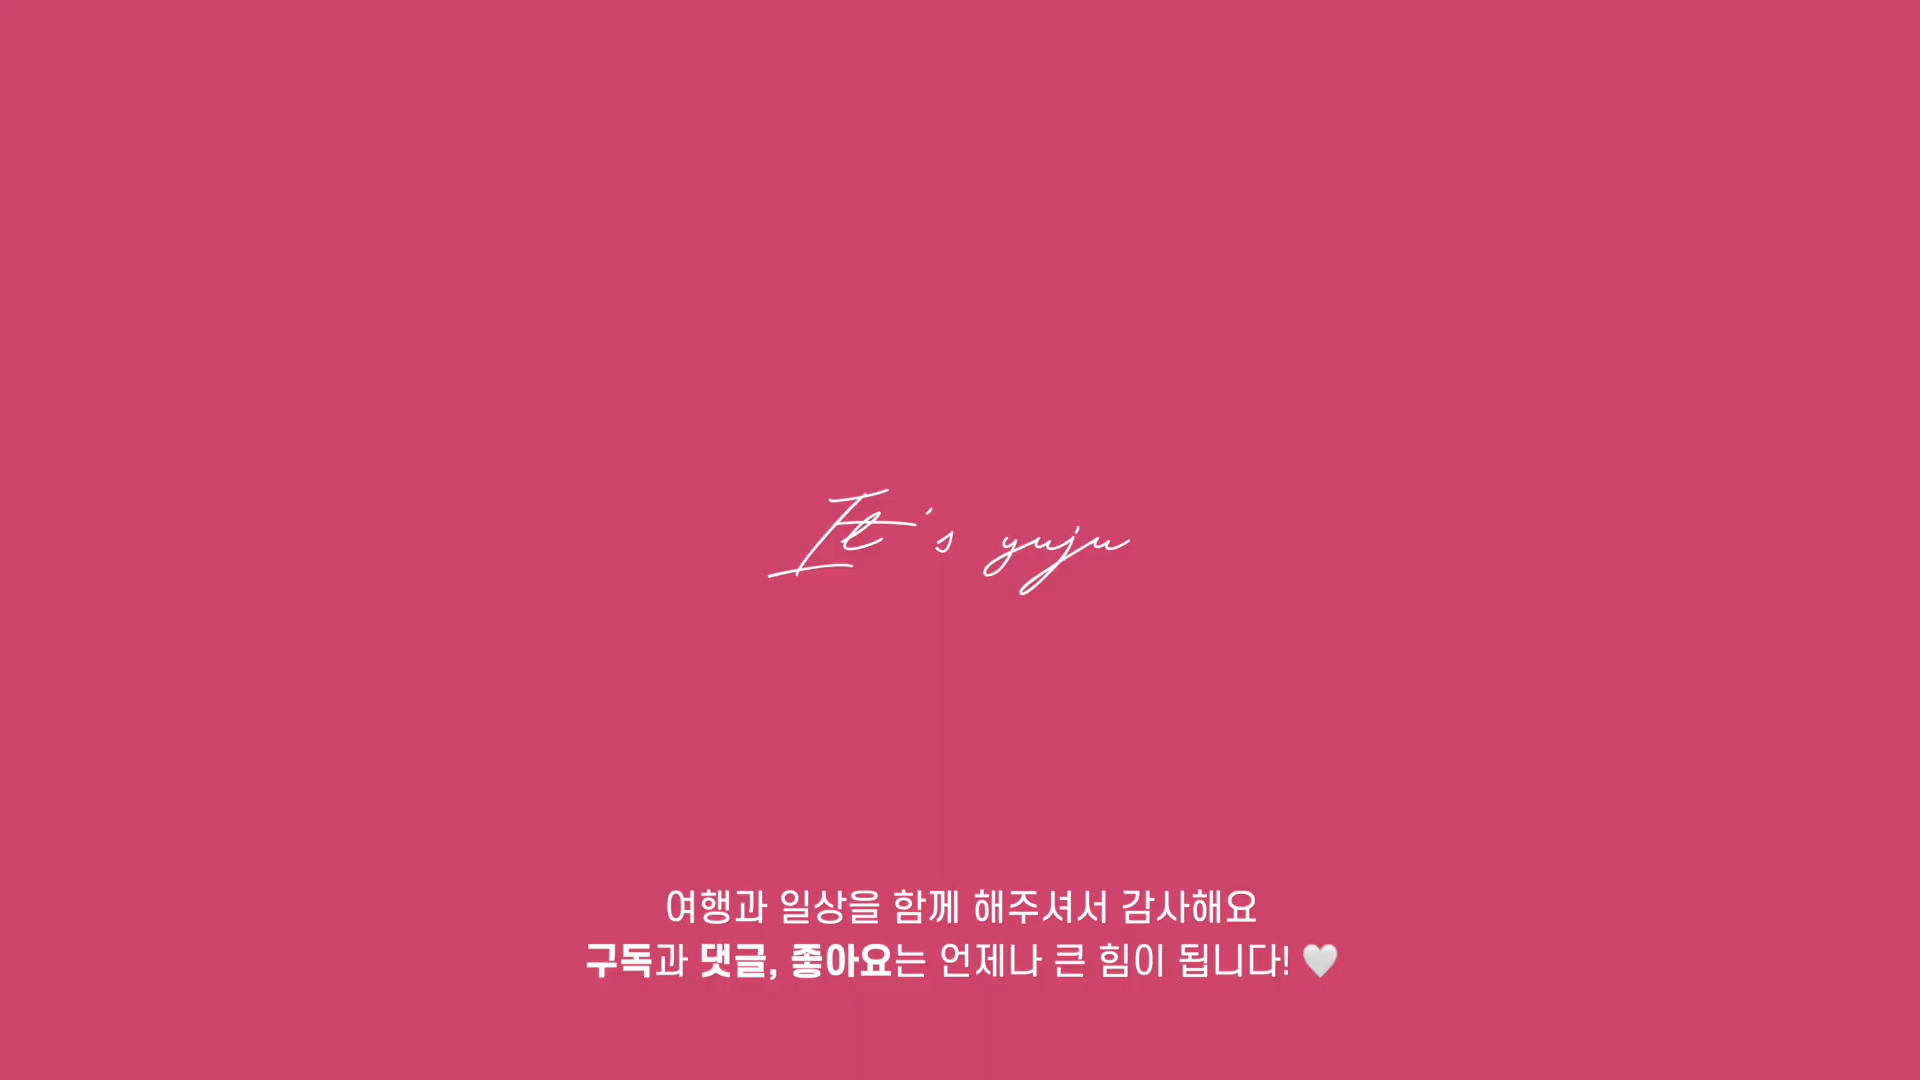 It's yuju
여행과 일상을 함께 해주셔서 감사해요
구독과 댓글, 좋아요는 언제나 큰 힘이 됩니다! 🤍